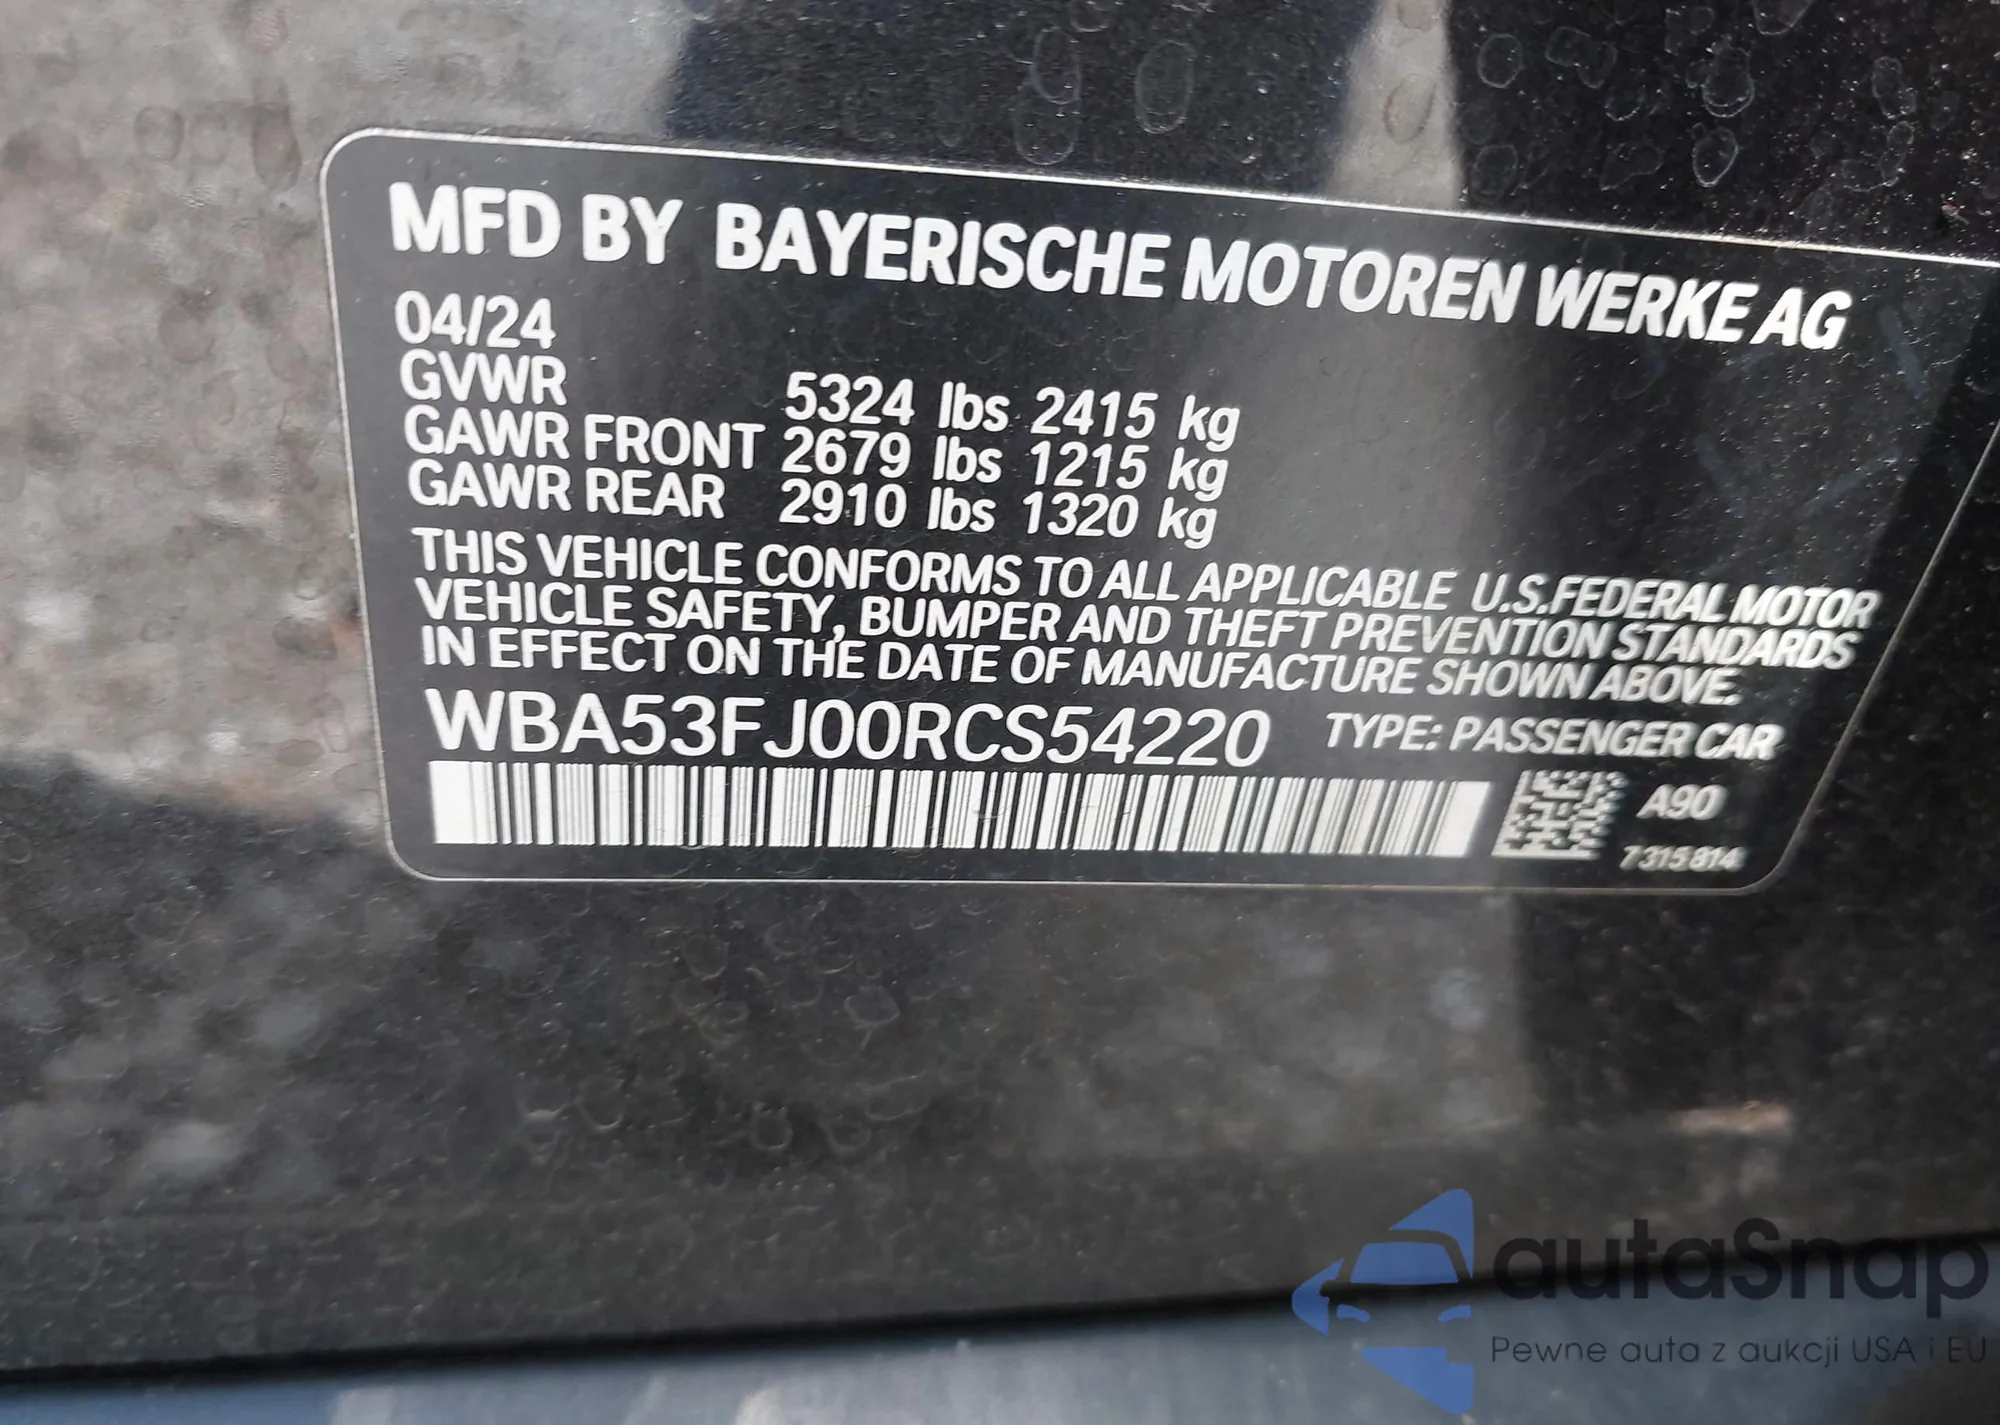 MFD BY BAYERISCHE MOTOREN WERKE AG
04/24
GVWR 5324 lbs 2415 kg
GAWR FRONT 2679 lbs 1215 kg
GAWR REAR 2910 lbs 1320 kg
THIS VEHICLE CONFORMS TO ALL APPLICABLE U.S.FEDERAL MOTOR
VEHICLE SAFETY, BUMPER AND THEFT PREVENTION STANDARDS
IN EFFECT ON THE DATE OF MANUFACTURE SHOWN ABOVE.
WBA53FJ00RCS54220 TYPE: PASSENGER CAR
A90
7315814
autaSnap
Pewne auta z aukcji USA i EU